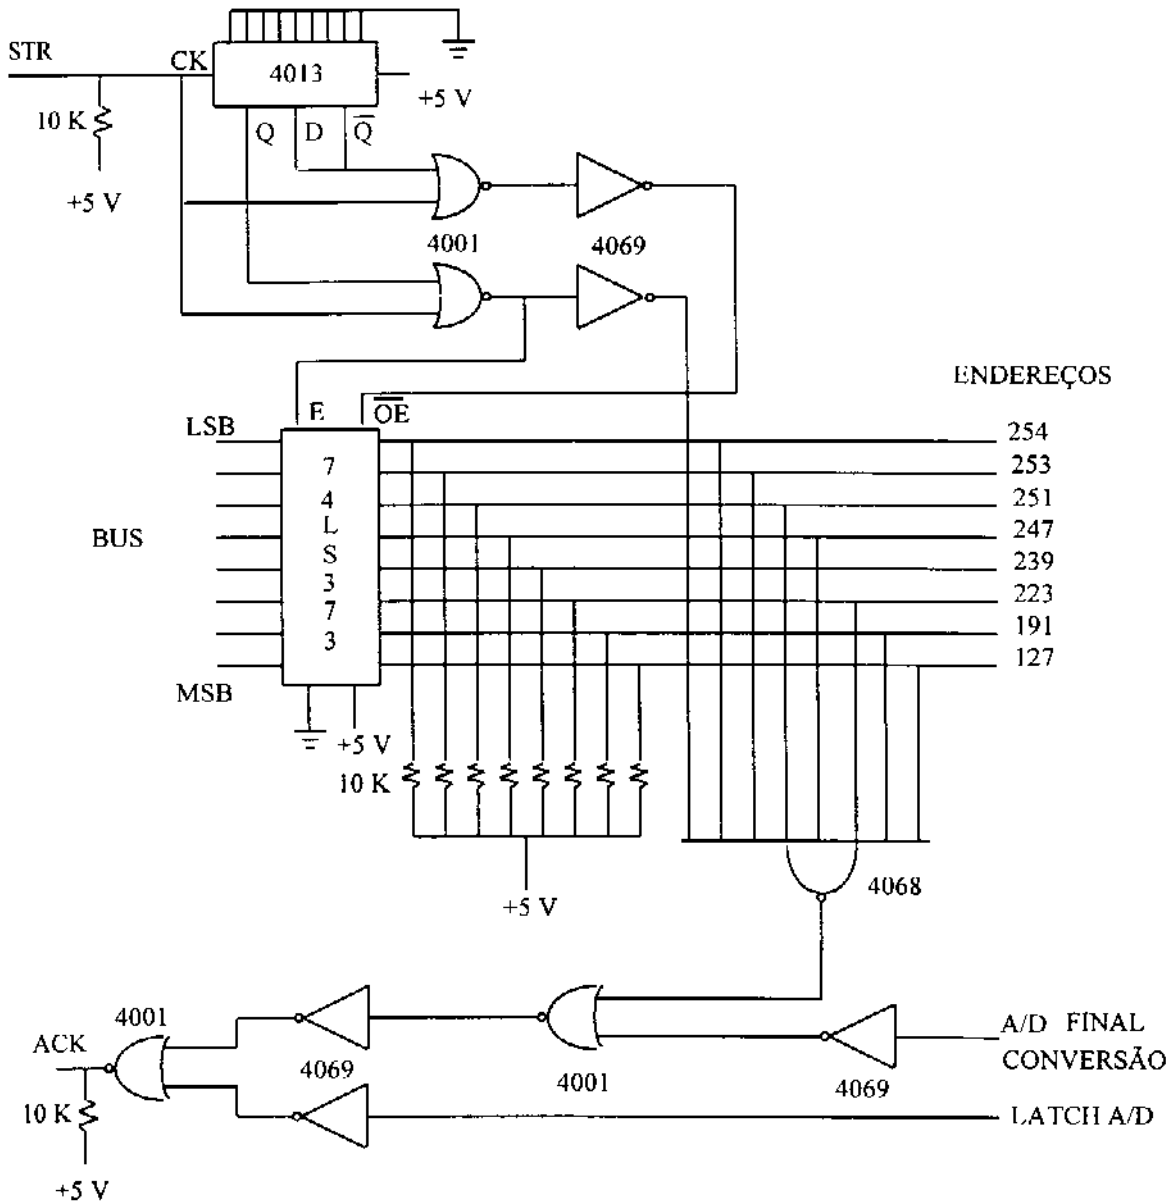 STR
CK
4013
+5 V
10 K
Q D Q̅
+5 V
4001
4069
ENDEREÇOS
E
O̅E̅
LSB
254
7
253
4
251
L
BUS
247
S
239
3
223
7
191
3
127
MSB
+5 V
10 K
4068
+5 V
4001
A/D FINAL
ACK
CONVERSÃO
4069
4001
4069
10 K
LATCH A/D
+5 V